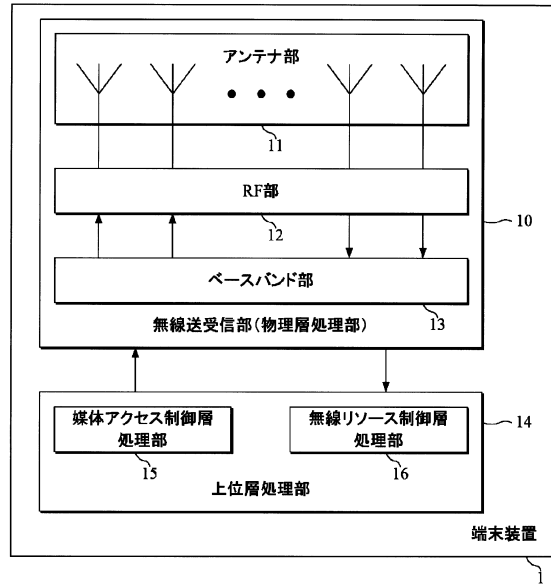 アンテナ部
11
RF部
12
10
ベースバンド部
13
無線送受信部(物理層処理部)
媒体アクセス制御層
処理部
15
無線リソース制御層
処理部
16
14
上位層処理部
端末装置
1